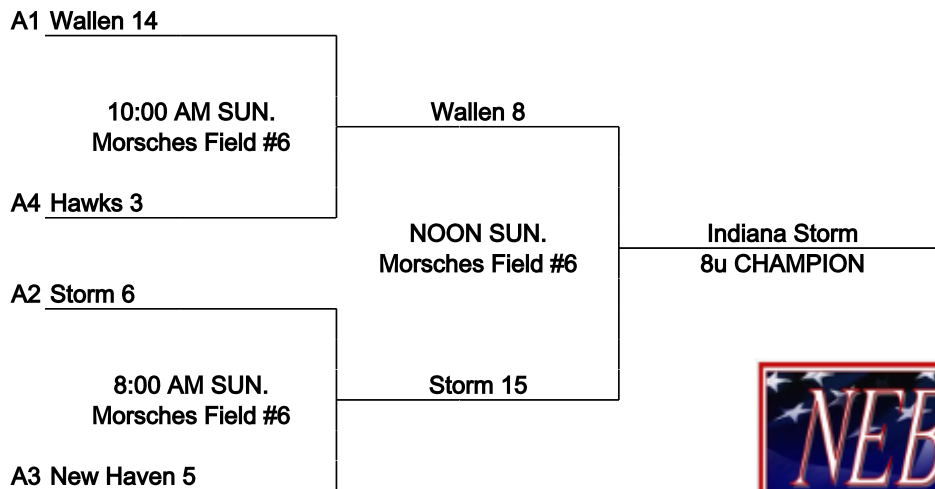 A1 Wallen 14
10:00 AM SUN.
Morsches Field #6
Wallen 8
A4 Hawks 3
NOON SUN.
Morsches Field #6
Indiana Storm
8u CHAMPION
A2 Storm 6
8:00 AM SUN.
Morsches Field #6
Storm 15
A3 New Haven 5
NEB